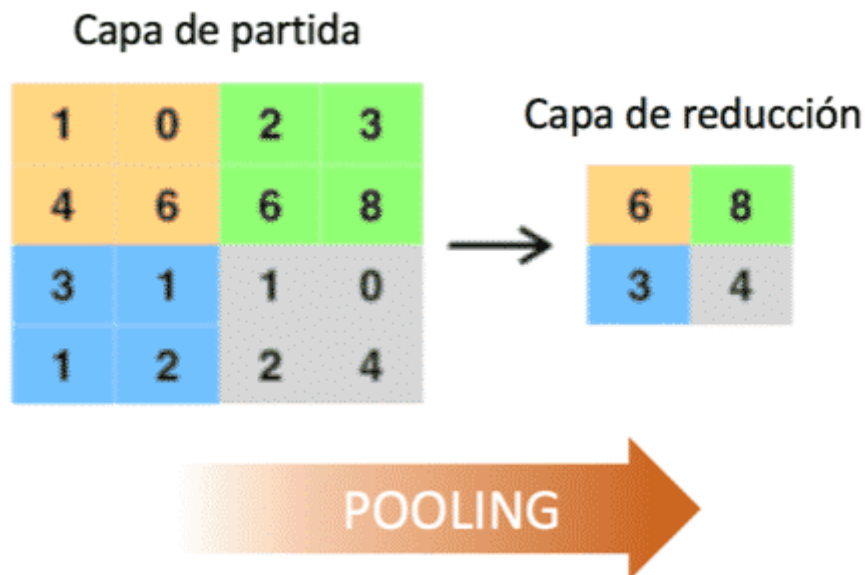 Capa de partida
1 0 2 3
4 6 6 8
3 1 1 0
1 2 2 4
Capa de reducción
6 8
3 4
POOLING